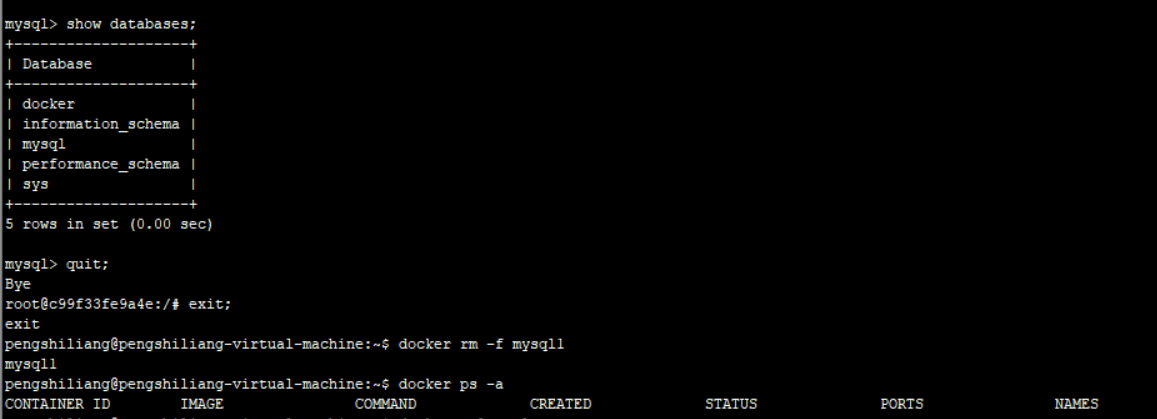 mysql> show databases;
+--------------------+
| Database           |
+--------------------+
| docker             |
| information_schema |
| mysql              |
| performance_schema |
| sys                |
+--------------------+
5 rows in set (0.00 sec)
mysql> quit;
Bye
root@c99f33fe9a4e:/# exit;
exit
pengshiliang@pengshiliang-virtual-machine:~$ docker rm -f mysql1
mysql1
pengshiliang@pengshiliang-virtual-machine:~$ docker ps -a
CONTAINER ID        IMAGE               COMMAND             CREATED             STATUS              PORTS               NAMES